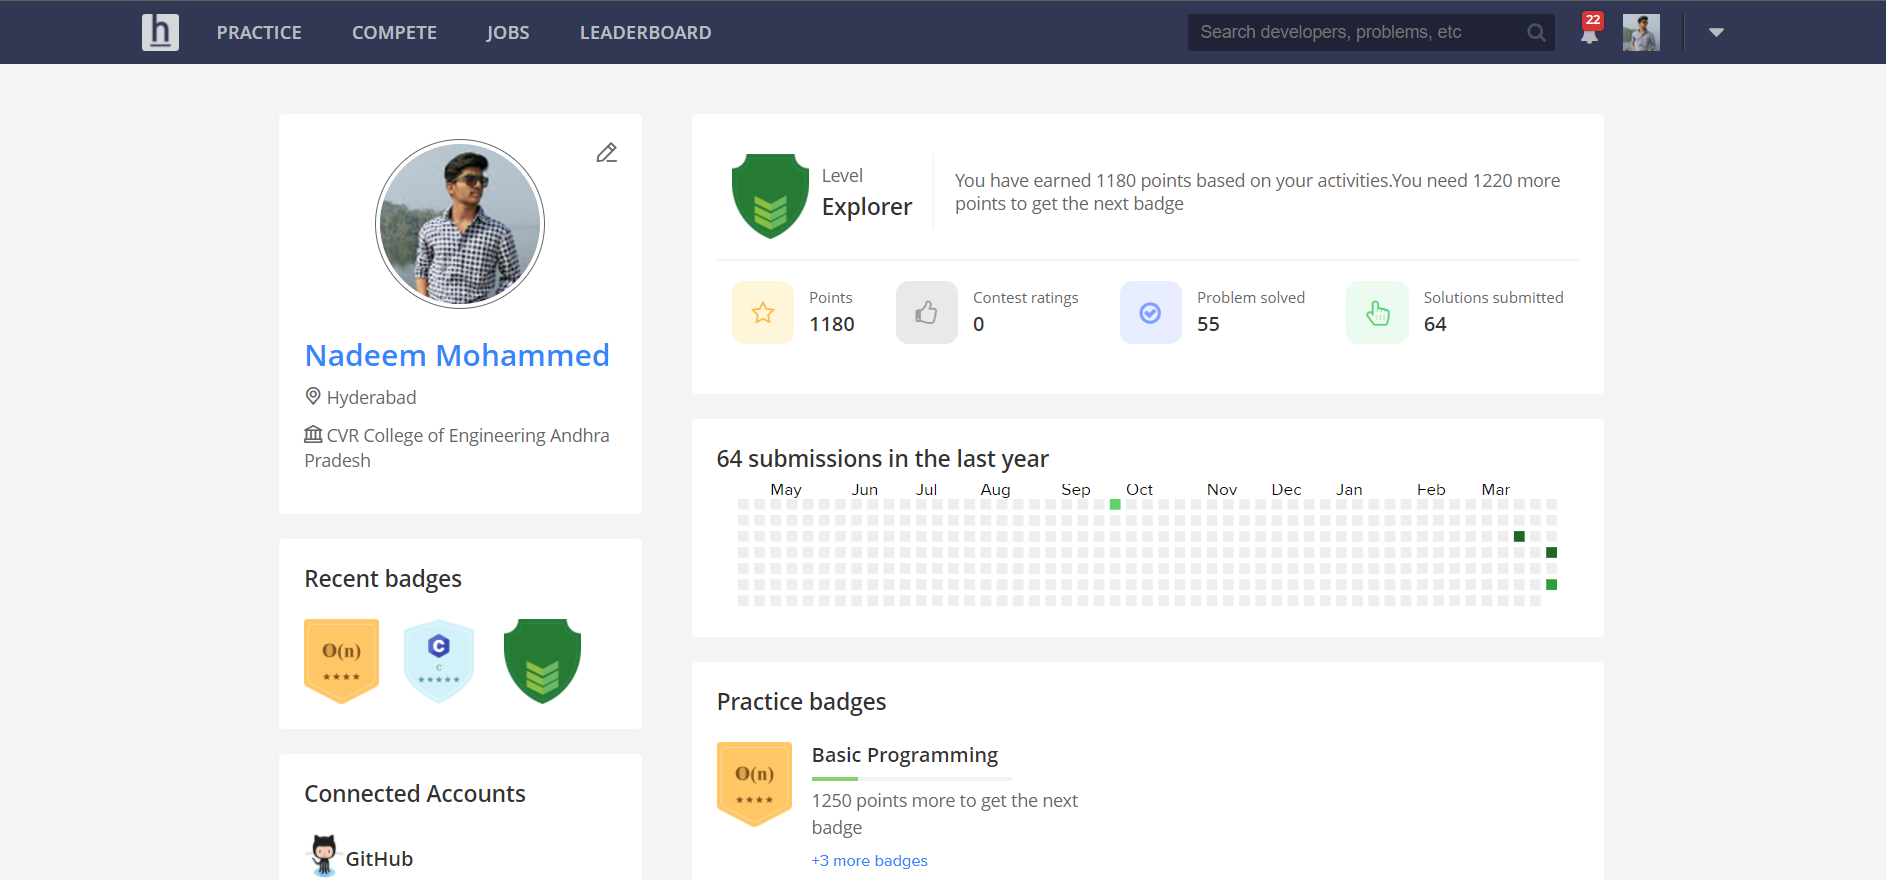 h PRACTICE COMPETE JOBS LEADERBOARD Search developers, problems, etc 22
Nadeem Mohammed
Hyderabad
CVR College of Engineering Andhra
Pradesh
Recent badges
O(n)
C
C
Connected Accounts
GitHub
Level
Explorer
You have earned 1180 points based on your activities.You need 1220 more
points to get the next badge
Points
1180
Contest ratings
0
Problem solved
55
Solutions submitted
64
64 submissions in the last year
May Jun Jul Aug Sep Oct Nov Dec Jan Feb Mar
Practice badges
O(n)
Basic Programming
1250 points more to get the next
badge
+3 more badges